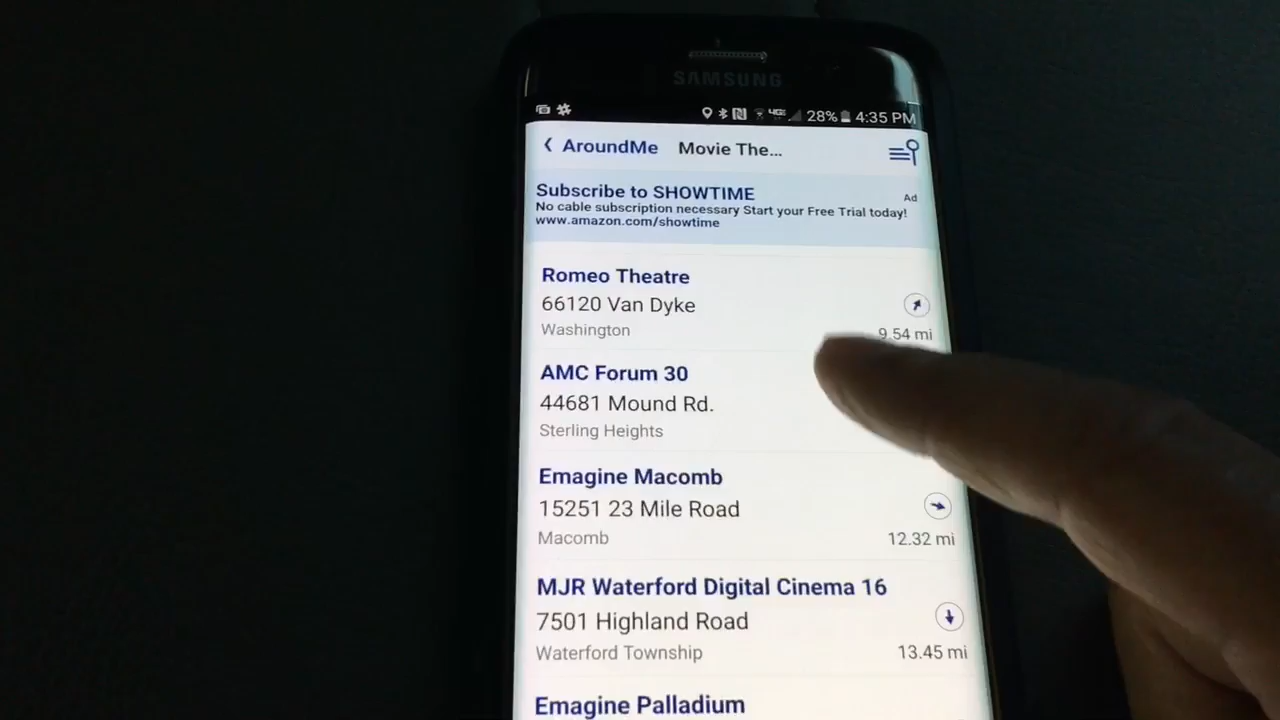 SAMSUNG
28% 4:35 PM
AroundMe Movie The...
Subscribe to SHOWTIME
Ad
No cable subscription necessary Start your Free Trial today!
www.amazon.com/showtime
Romeo Theatre
66120 Van Dyke
Washington
9.54 mi
AMC Forum 30
44681 Mound Rd.
Sterling Heights
Emagine Macomb
15251 23 Mile Road
Macomb
12.32 mi
MJR Waterford Digital Cinema 16
7501 Highland Road
Waterford Township
13.45 mi
Emagine Palladium